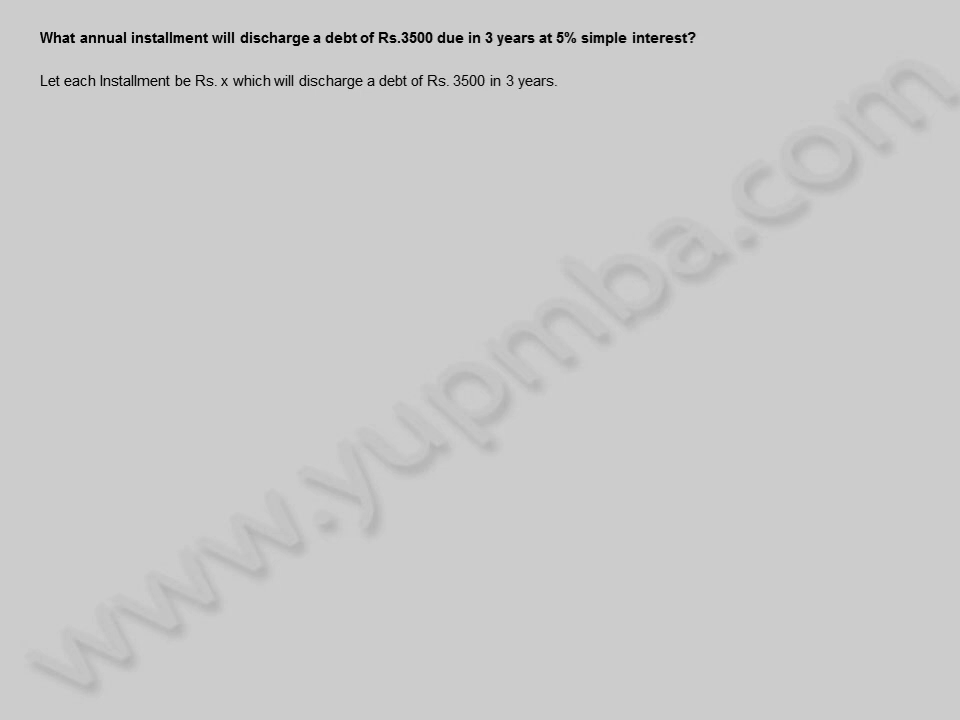 What annual installment will discharge a debt of Rs.3500 due in 3 years at 5% simple interest?
Let each Installment be Rs. x which will discharge a debt of Rs. 3500 in 3 years.
www.yupmba.com